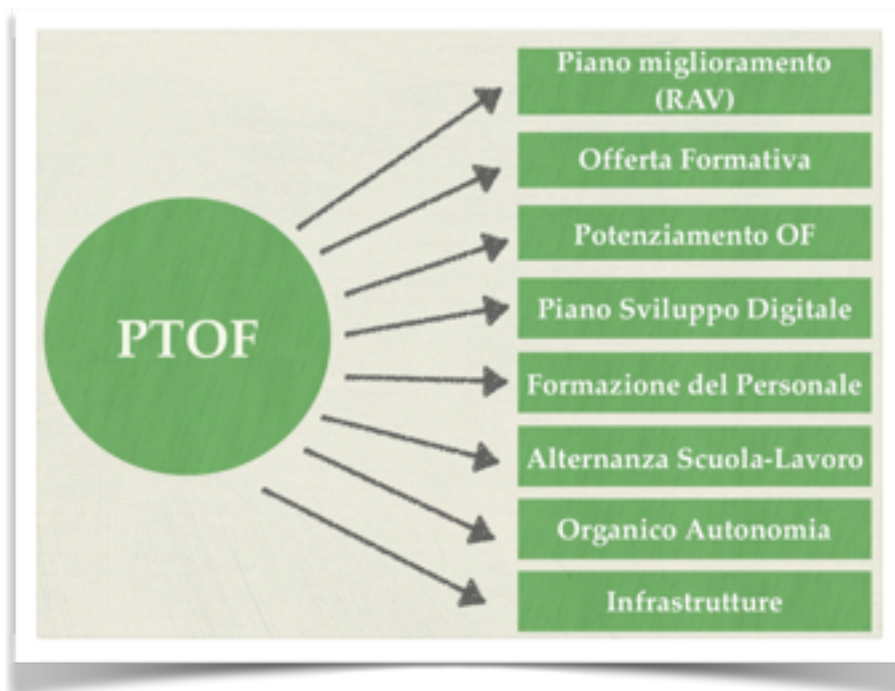 PTOF
Piano miglioramento
(RAV)
Offerta Formativa
Potenziamento OF
Piano Sviluppo Digitale
Formazione del Personale
Alternanza Scuola-Lavoro
Organico Autonomia
Infrastrutture